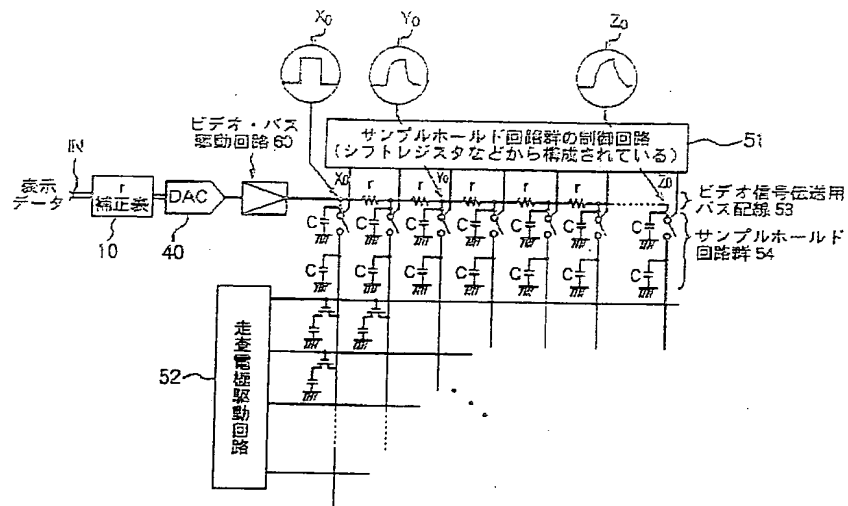 X₀
Y₀
Z₀
ビデオ・バス
駆動回路 60
サンプルホールド回路群の制御回路
(シフトレジスタなどから構成されている)
51
IN
表示
データ
r
補正表
10
DAC
40
X₀
r
Y₀
r
r
r
r
Z₀
ビデオ信号伝送用
バス配線 53
サンプルホールド
回路群 54
C
C
C
C
C
C
C
C
C
C
C
C
C
C
52
走査電極駆動回路